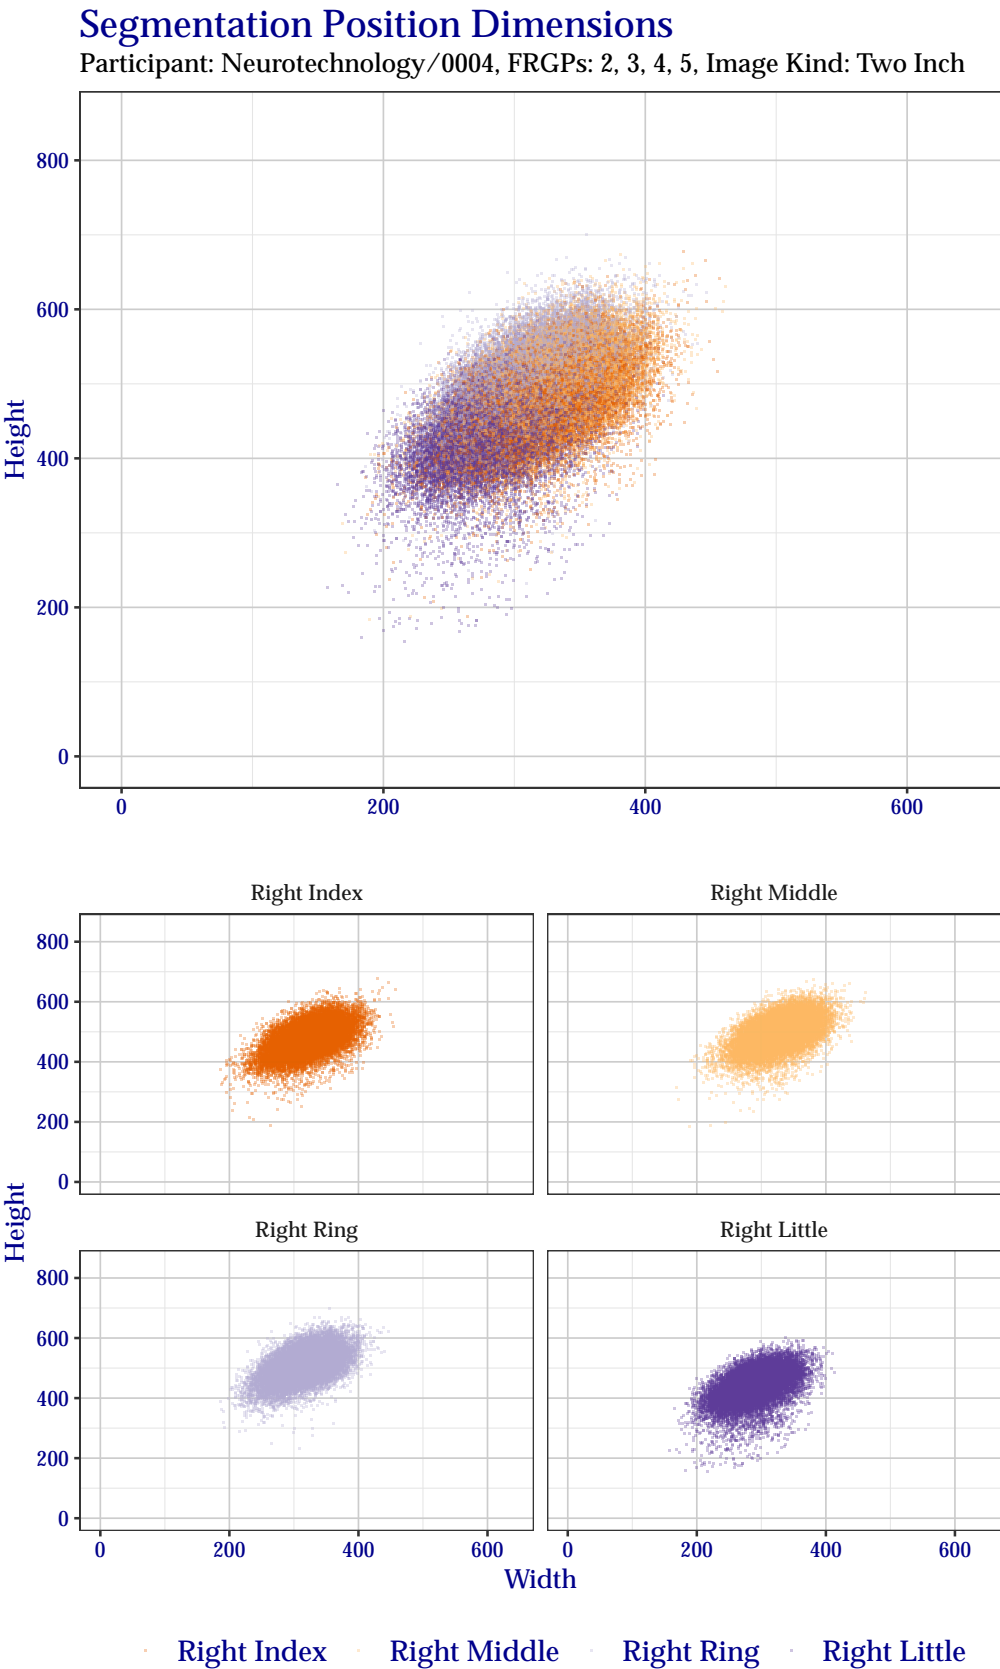 Segmentation Position Dimensions
Participant: Neurotechnology/0004, FRGPs: 2, 3, 4, 5, Image Kind: Two Inch
800
600
400
200
0
Height
0 200 400 600
Right Index Right Middle
800
600
400
200
0
Height
Right Ring Right Little
800
600
400
200
0
0 200 400 600 0 200 400 600
Width
Right Index Right Middle Right Ring Right Little